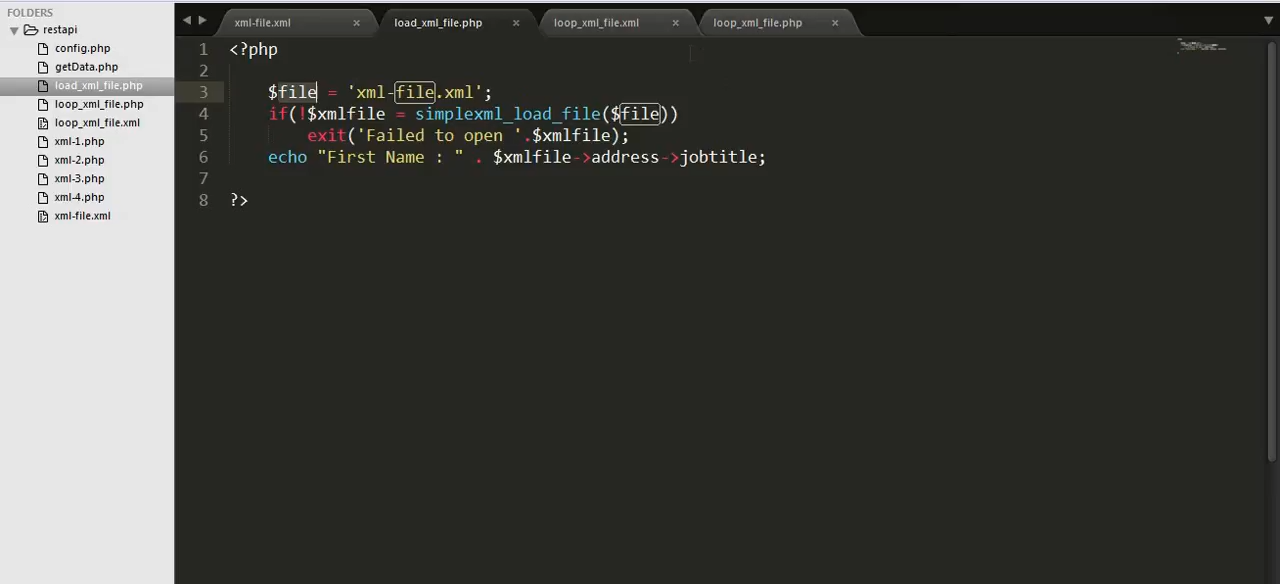 FOLDERS
restapi
config.php
getData.php
load_xml_file.php
loop_xml_file.php
loop_xml_file.xml
xml-1.php
xml-2.php
xml-3.php
xml-4.php
xml-file.xml
xml-file.xml × load_xml_file.php × loop_xml_file.xml × loop_xml_file.php ×
1 <?php
2
3 $file = 'xml-file.xml';
4 if(!$xmlfile = simplexml_load_file($file))
5 exit('Failed to open '.$xmlfile);
6 echo "First Name : " . $xmlfile->address->jobtitle;
7
8 ?>